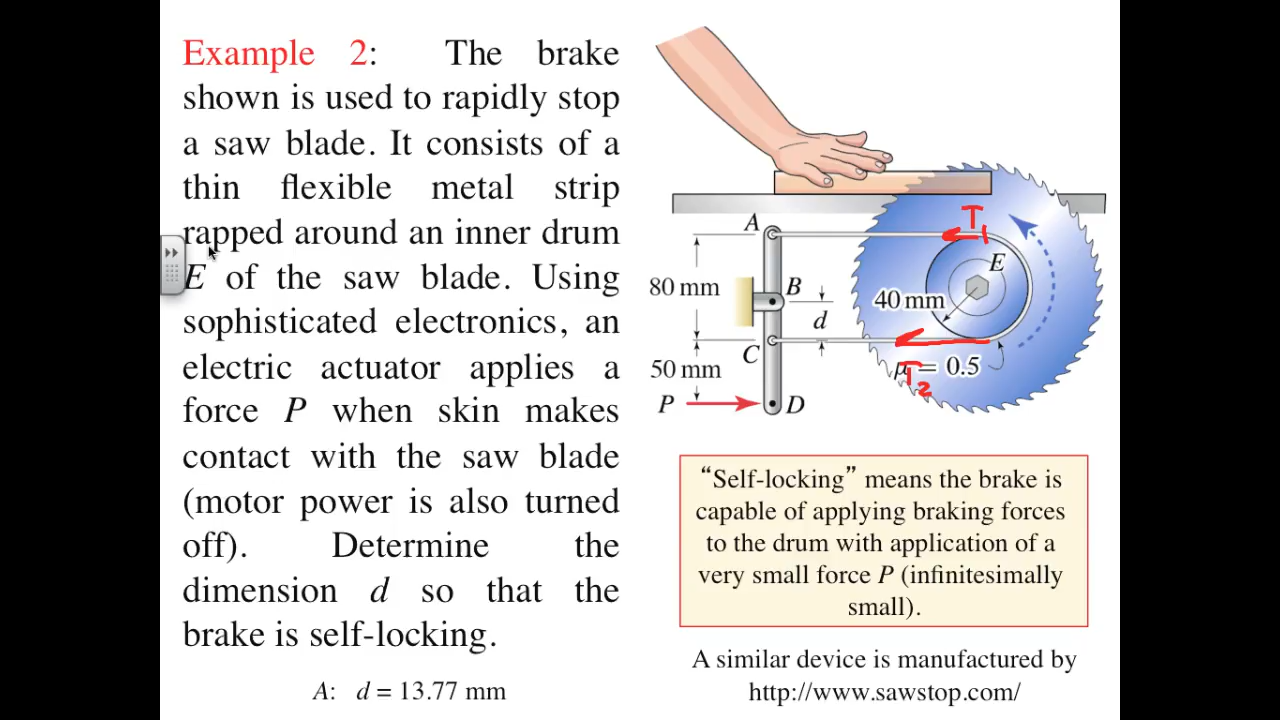 Example 2: The brake
shown is used to rapidly stop
a saw blade. It consists of a
thin flexible metal strip
rapped around an inner drum
E of the saw blade. Using
sophisticated electronics, an
electric actuator applies a
force P when skin makes
contact with the saw blade
(motor power is also turned
off). Determine the
dimension d so that the
brake is self-locking.
A: d = 13.77 mm
T1
A
E
80 mm
B
40 mm
d
C
50 mm
μ = 0.5
T2
P
D
“Self-locking” means the brake is
capable of applying braking forces
to the drum with application of a
very small force P (infinitesimally
small).
A similar device is manufactured by
http://www.sawstop.com/